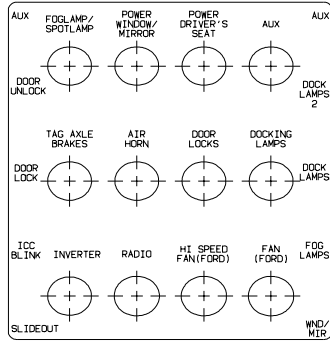 AUX
FOGLAMP/
SPOTLAMP
POWER
WINDOW/
MIRROR
POWER
DRIVER'S
SEAT
AUX
AUX
DOOR
UNLOCK
DOCK
LAMPS
2
TAG AXLE
BRAKES
AIR
HORN
DOOR
LOCKS
DOCKING
LAMPS
DOOR
LOCK
DOCK
LAMPS
ICC
BLINK
INVERTER
RADIO
HI SPEED
FAN(FORD)
FAN
(FORD)
FOG
LAMPS
SLIDEOUT
WND/
MIR